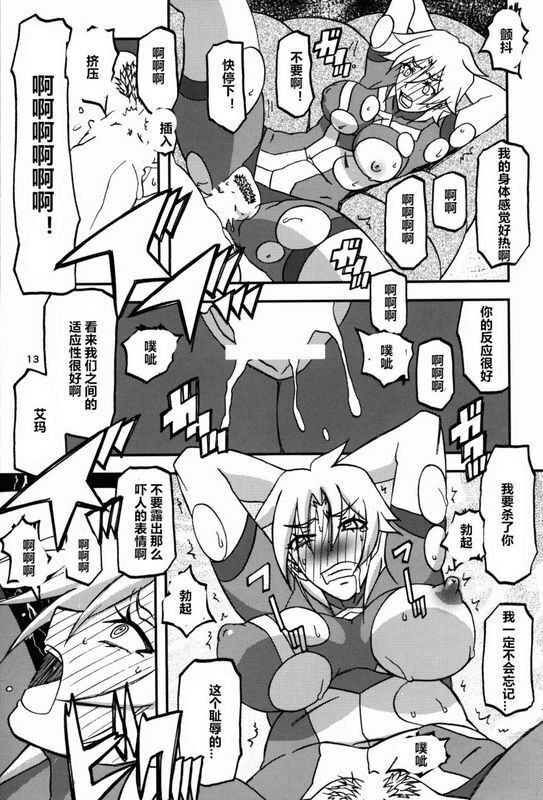 颤抖
不要啊！
快停下！
啊啊啊
挤压
啊啊啊啊啊啊！
插入
我的身体感觉好热啊
啊啊
啊啊啊啊
你的反应很好
啊啊啊
啊啊啊
噗呲
噗呲
看来我们之间的
适应性很好啊
艾玛
13
我要杀了你
勃起
不要露出那么
吓人的表情啊
勃起
啊啊啊
啊啊啊
我一定不会忘记…
这个耻辱的…
噗呲